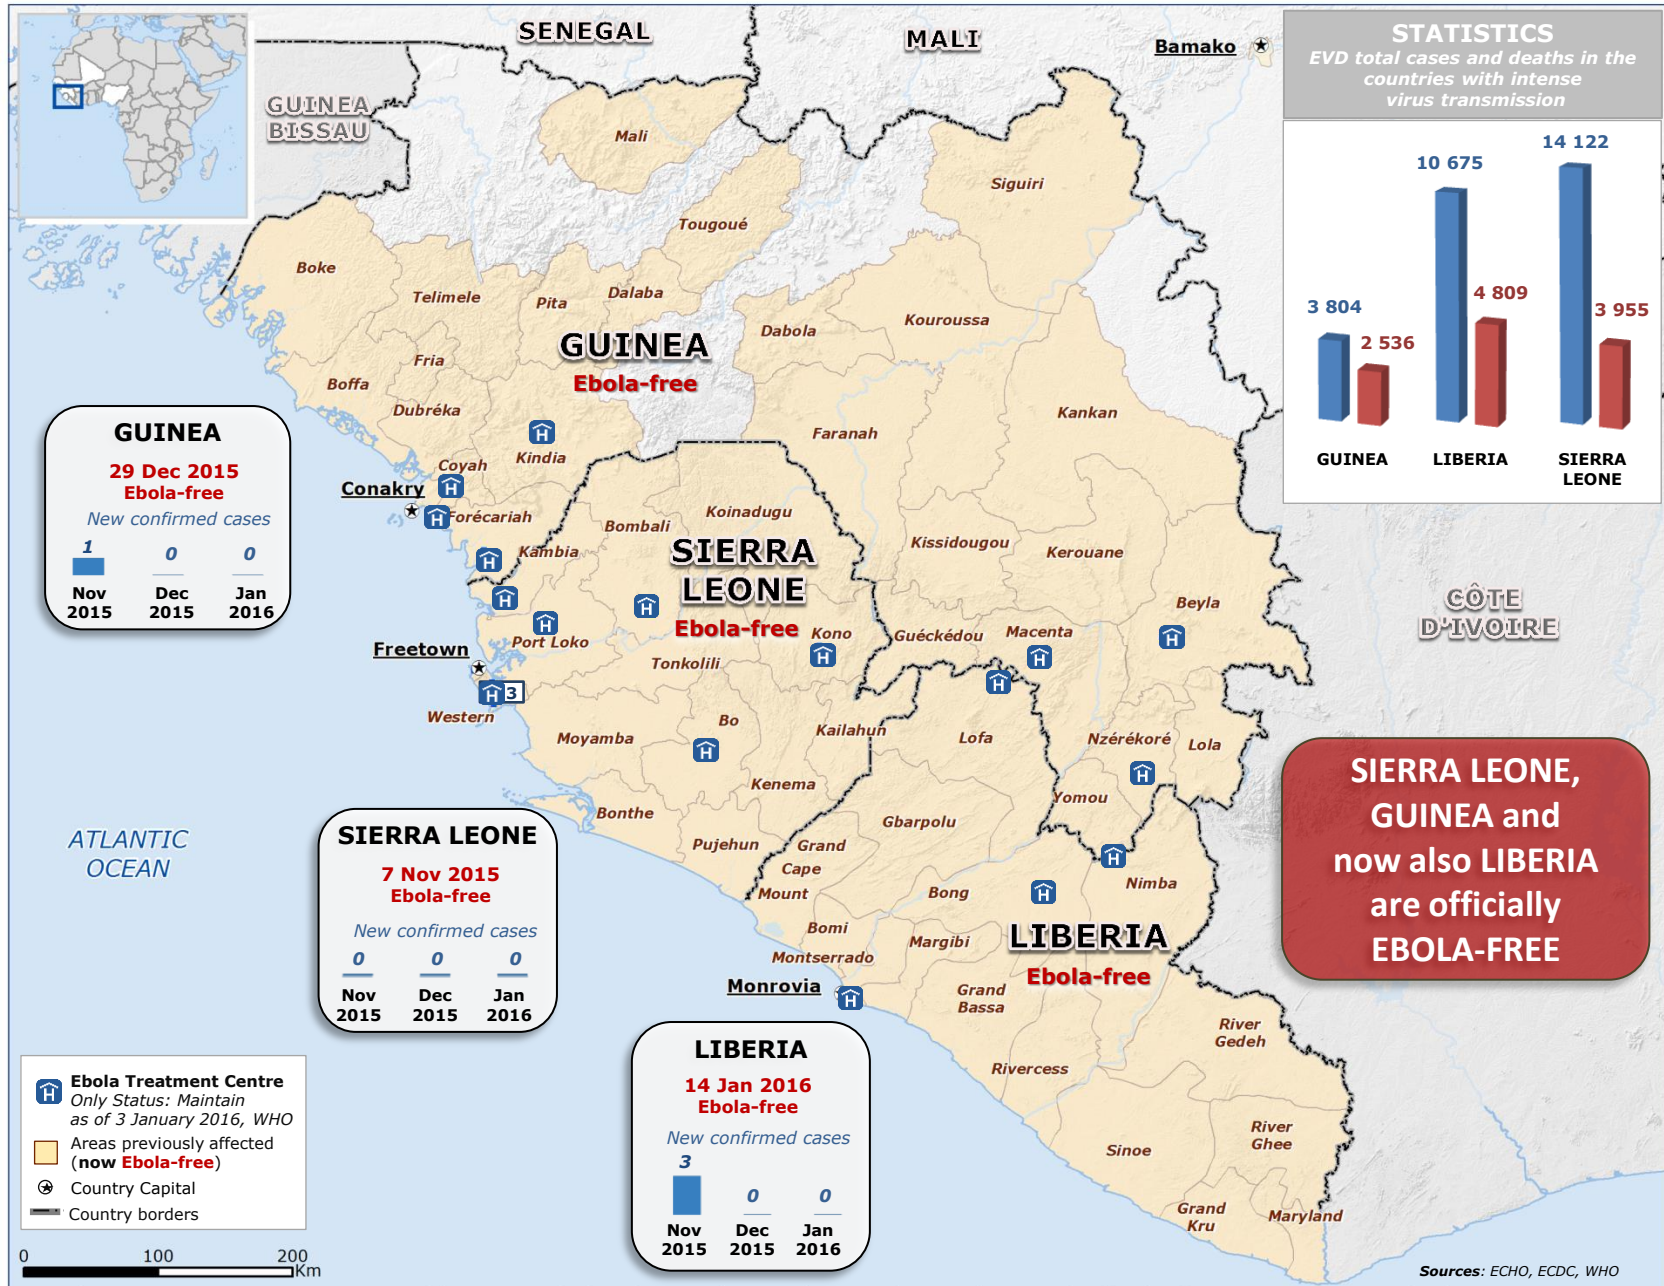 SENEGAL
MALI
Bamako
GUINEA
BISSAU
STATISTICS
EVD total cases and deaths in the
countries with intense
virus transmission
14 122
10 675
4 809
3 955
3 804
2 536
GUINEA
LIBERIA
SIERRA
LEONE
Mali
Siguiri
Tougoué
Boke
Telimele
Pita
Dalaba
Dabola
Kouroussa
GUINEA
Ebola-free
Fria
Boffa
Dubréka
Kankan
Faranah
Kindia
Coyah
Conakry
Forécariah
GUINEA
29 Dec 2015
Ebola-free
New confirmed cases
1
0
0
Nov
2015
Dec
2015
Jan
2016
Kambia
Bombali
Koinadugu
SIERRA
LEONE
Ebola-free
Kissidougou
Kerouane
Beyla
CÔTE
D'IVOIRE
Guéckédou
Macenta
Kono
Port Loko
Tonkolili
Freetown
3
Western
Moyamba
Bo
Kailahun
Lofa
Nzérékoré
Lola
Kenema
Yomou
Bonthe
Pujehun
Gbarpolu
Grand
Cape
Mount
Bong
Nimba
Bomi
Montserrado
Margibi
LIBERIA
Ebola-free
Monrovia
Grand
Bassa
River
Gedeh
Rivercess
Sinoe
River
Ghee
Grand
Kru
Maryland
ATLANTIC
OCEAN
SIERRA LEONE,
GUINEA and
now also LIBERIA
are officially
EBOLA-FREE
SIERRA LEONE
7 Nov 2015
Ebola-free
New confirmed cases
0
0
0
Nov
2015
Dec
2015
Jan
2016
LIBERIA
14 Jan 2016
Ebola-free
New confirmed cases
3
0
0
Nov
2015
Dec
2015
Jan
2016
H
Ebola Treatment Centre
Only Status: Maintain
as of 3 January 2016, WHO
Areas previously affected
(now Ebola-free)
Country Capital
Country borders
0
100
200
Km
Sources: ECHO, ECDC, WHO